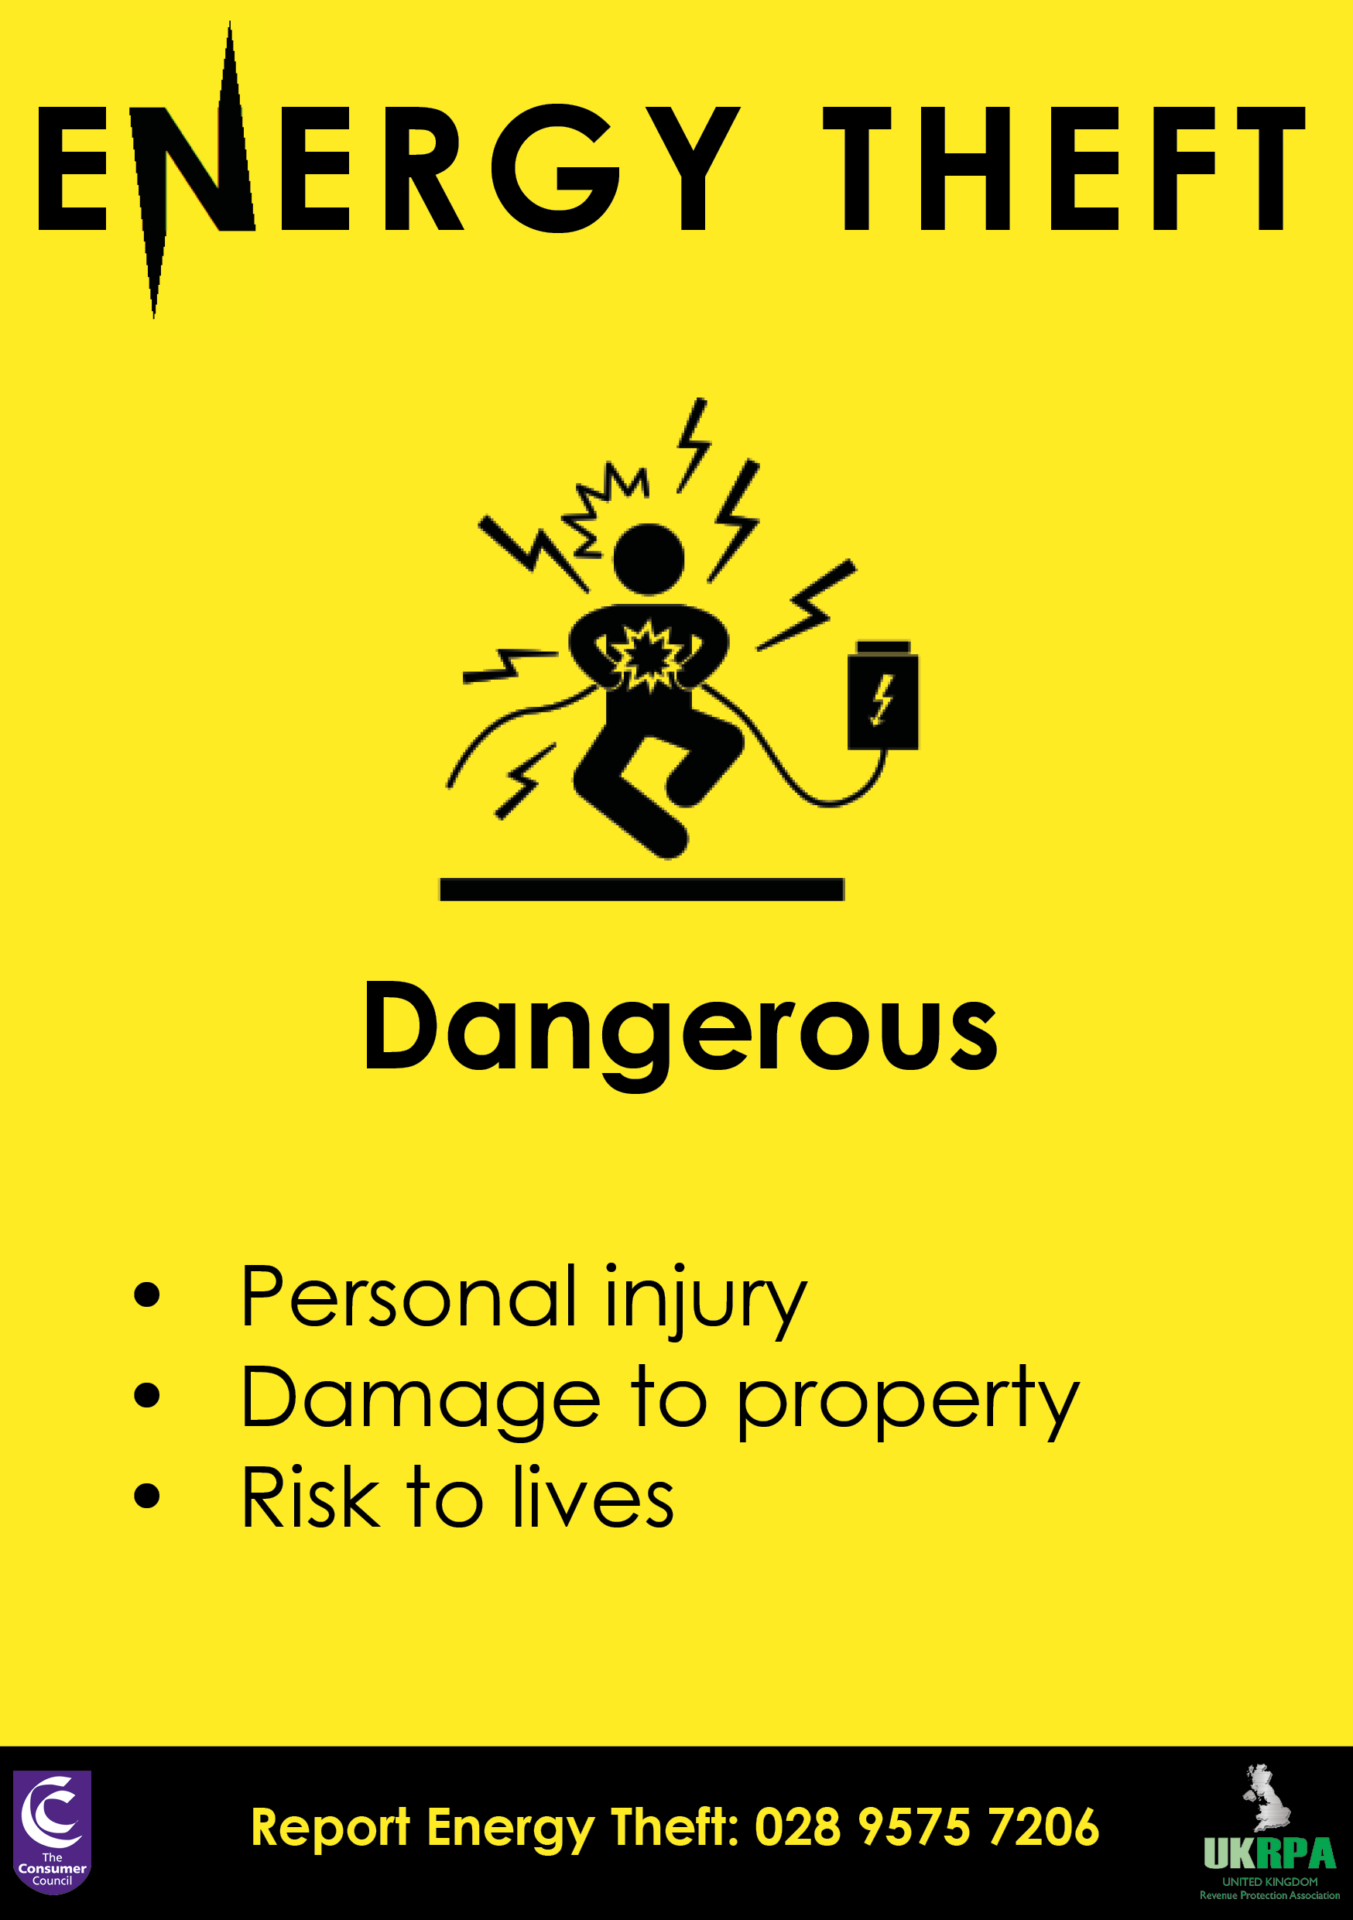 ENERGY THEFT
Dangerous
• Personal injury
• Damage to property
• Risk to lives
The
Consumer
Council
Report Energy Theft: 028 9575 7206
UKRPA
UNITED KINGDOM
Revenue Protection Association